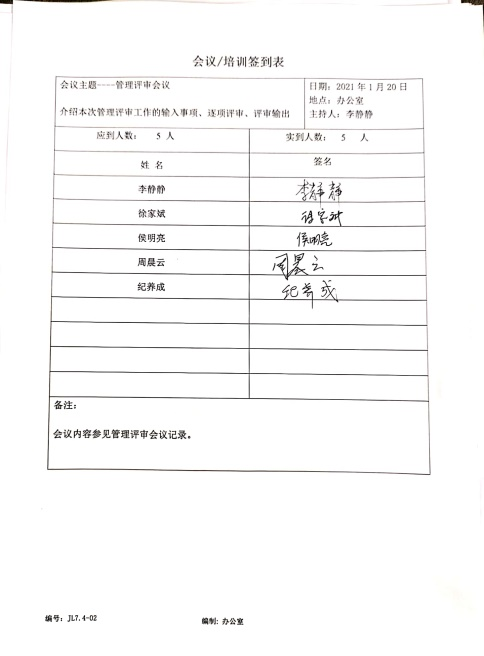 会议/培训签到表
会议主题----管理评审会议
介绍本次管理评审工作的输入事项、逐项评审、评审输出
日期：2021 年 1 月 20 日
地点：办公室
主持人：李静静
应到人数： 5 人
实到人数： 5 人
姓 名
签名
李静静
李静静
徐家斌
徐家斌
侯明亮
侯明亮
周晨云
周晨云
纪养成
纪养成
备注：
会议内容参见管理评审会议记录。
编号：JL7.4-02
编制: 办公室